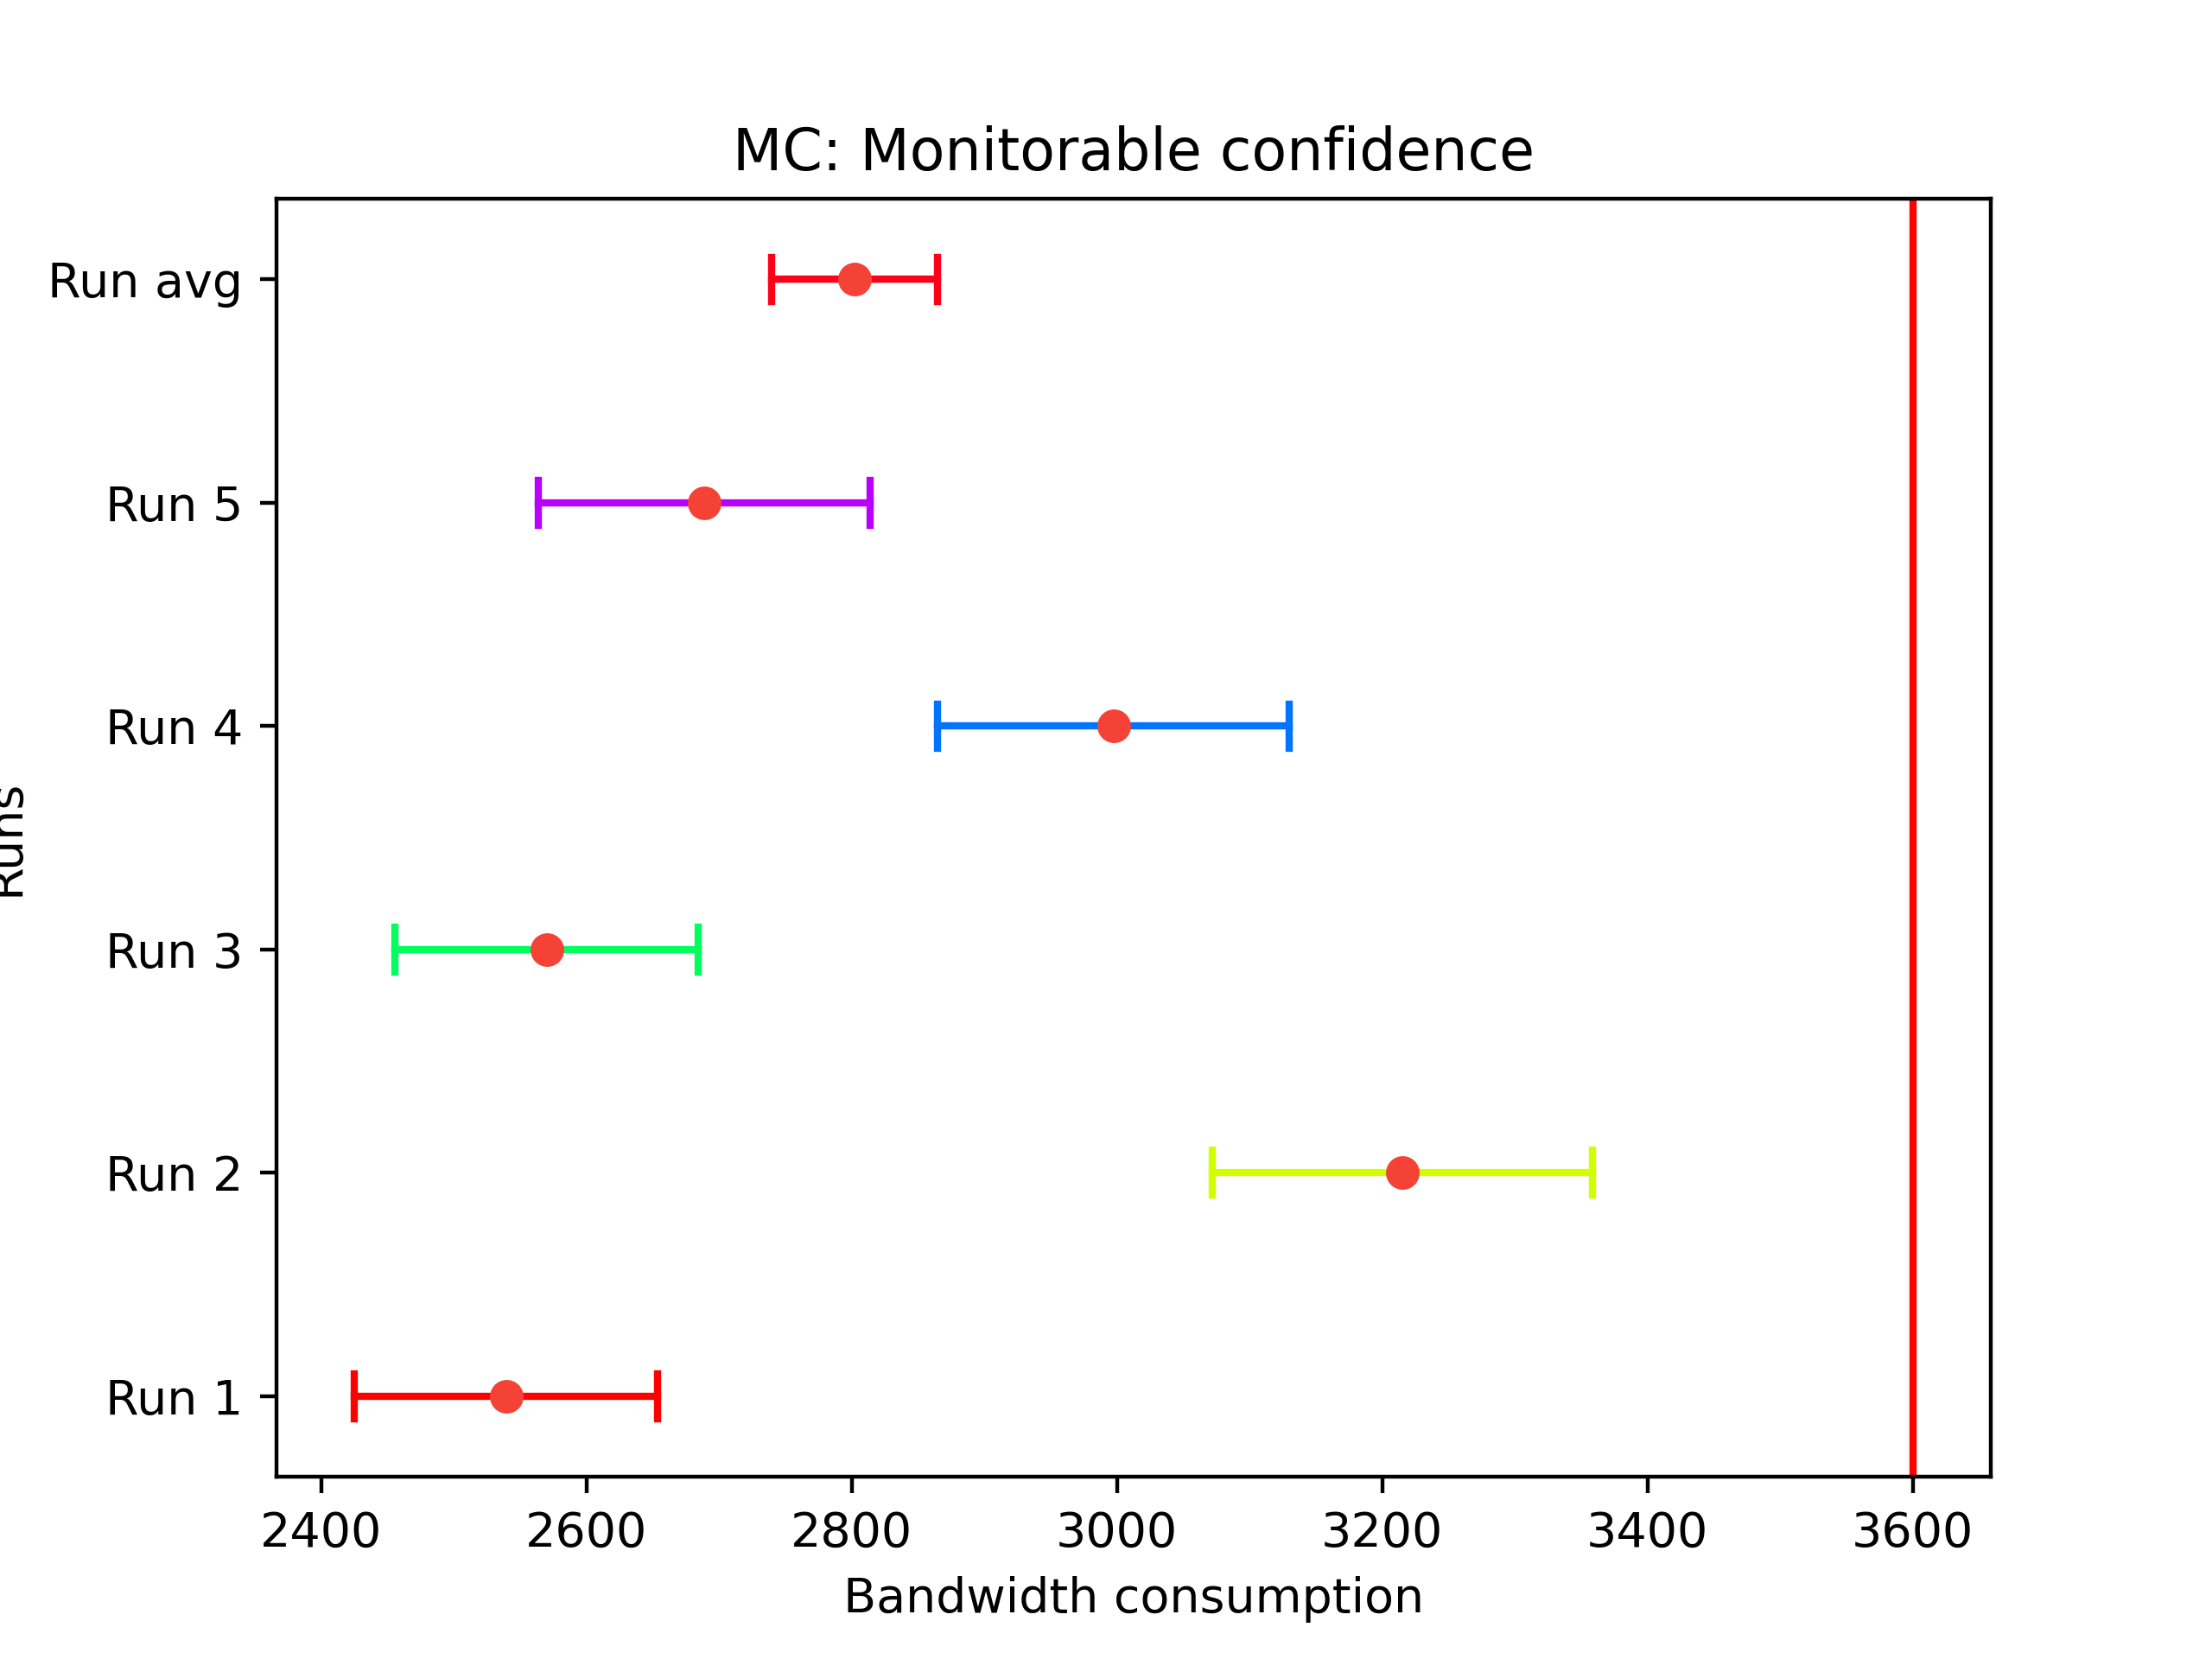 MC: Monitorable confidence
Run avg
Run 5
Run 4
Runs
Run 3
Run 2
Run 1
2400 2600 2800 3000 3200 3400 3600
Bandwidth consumption